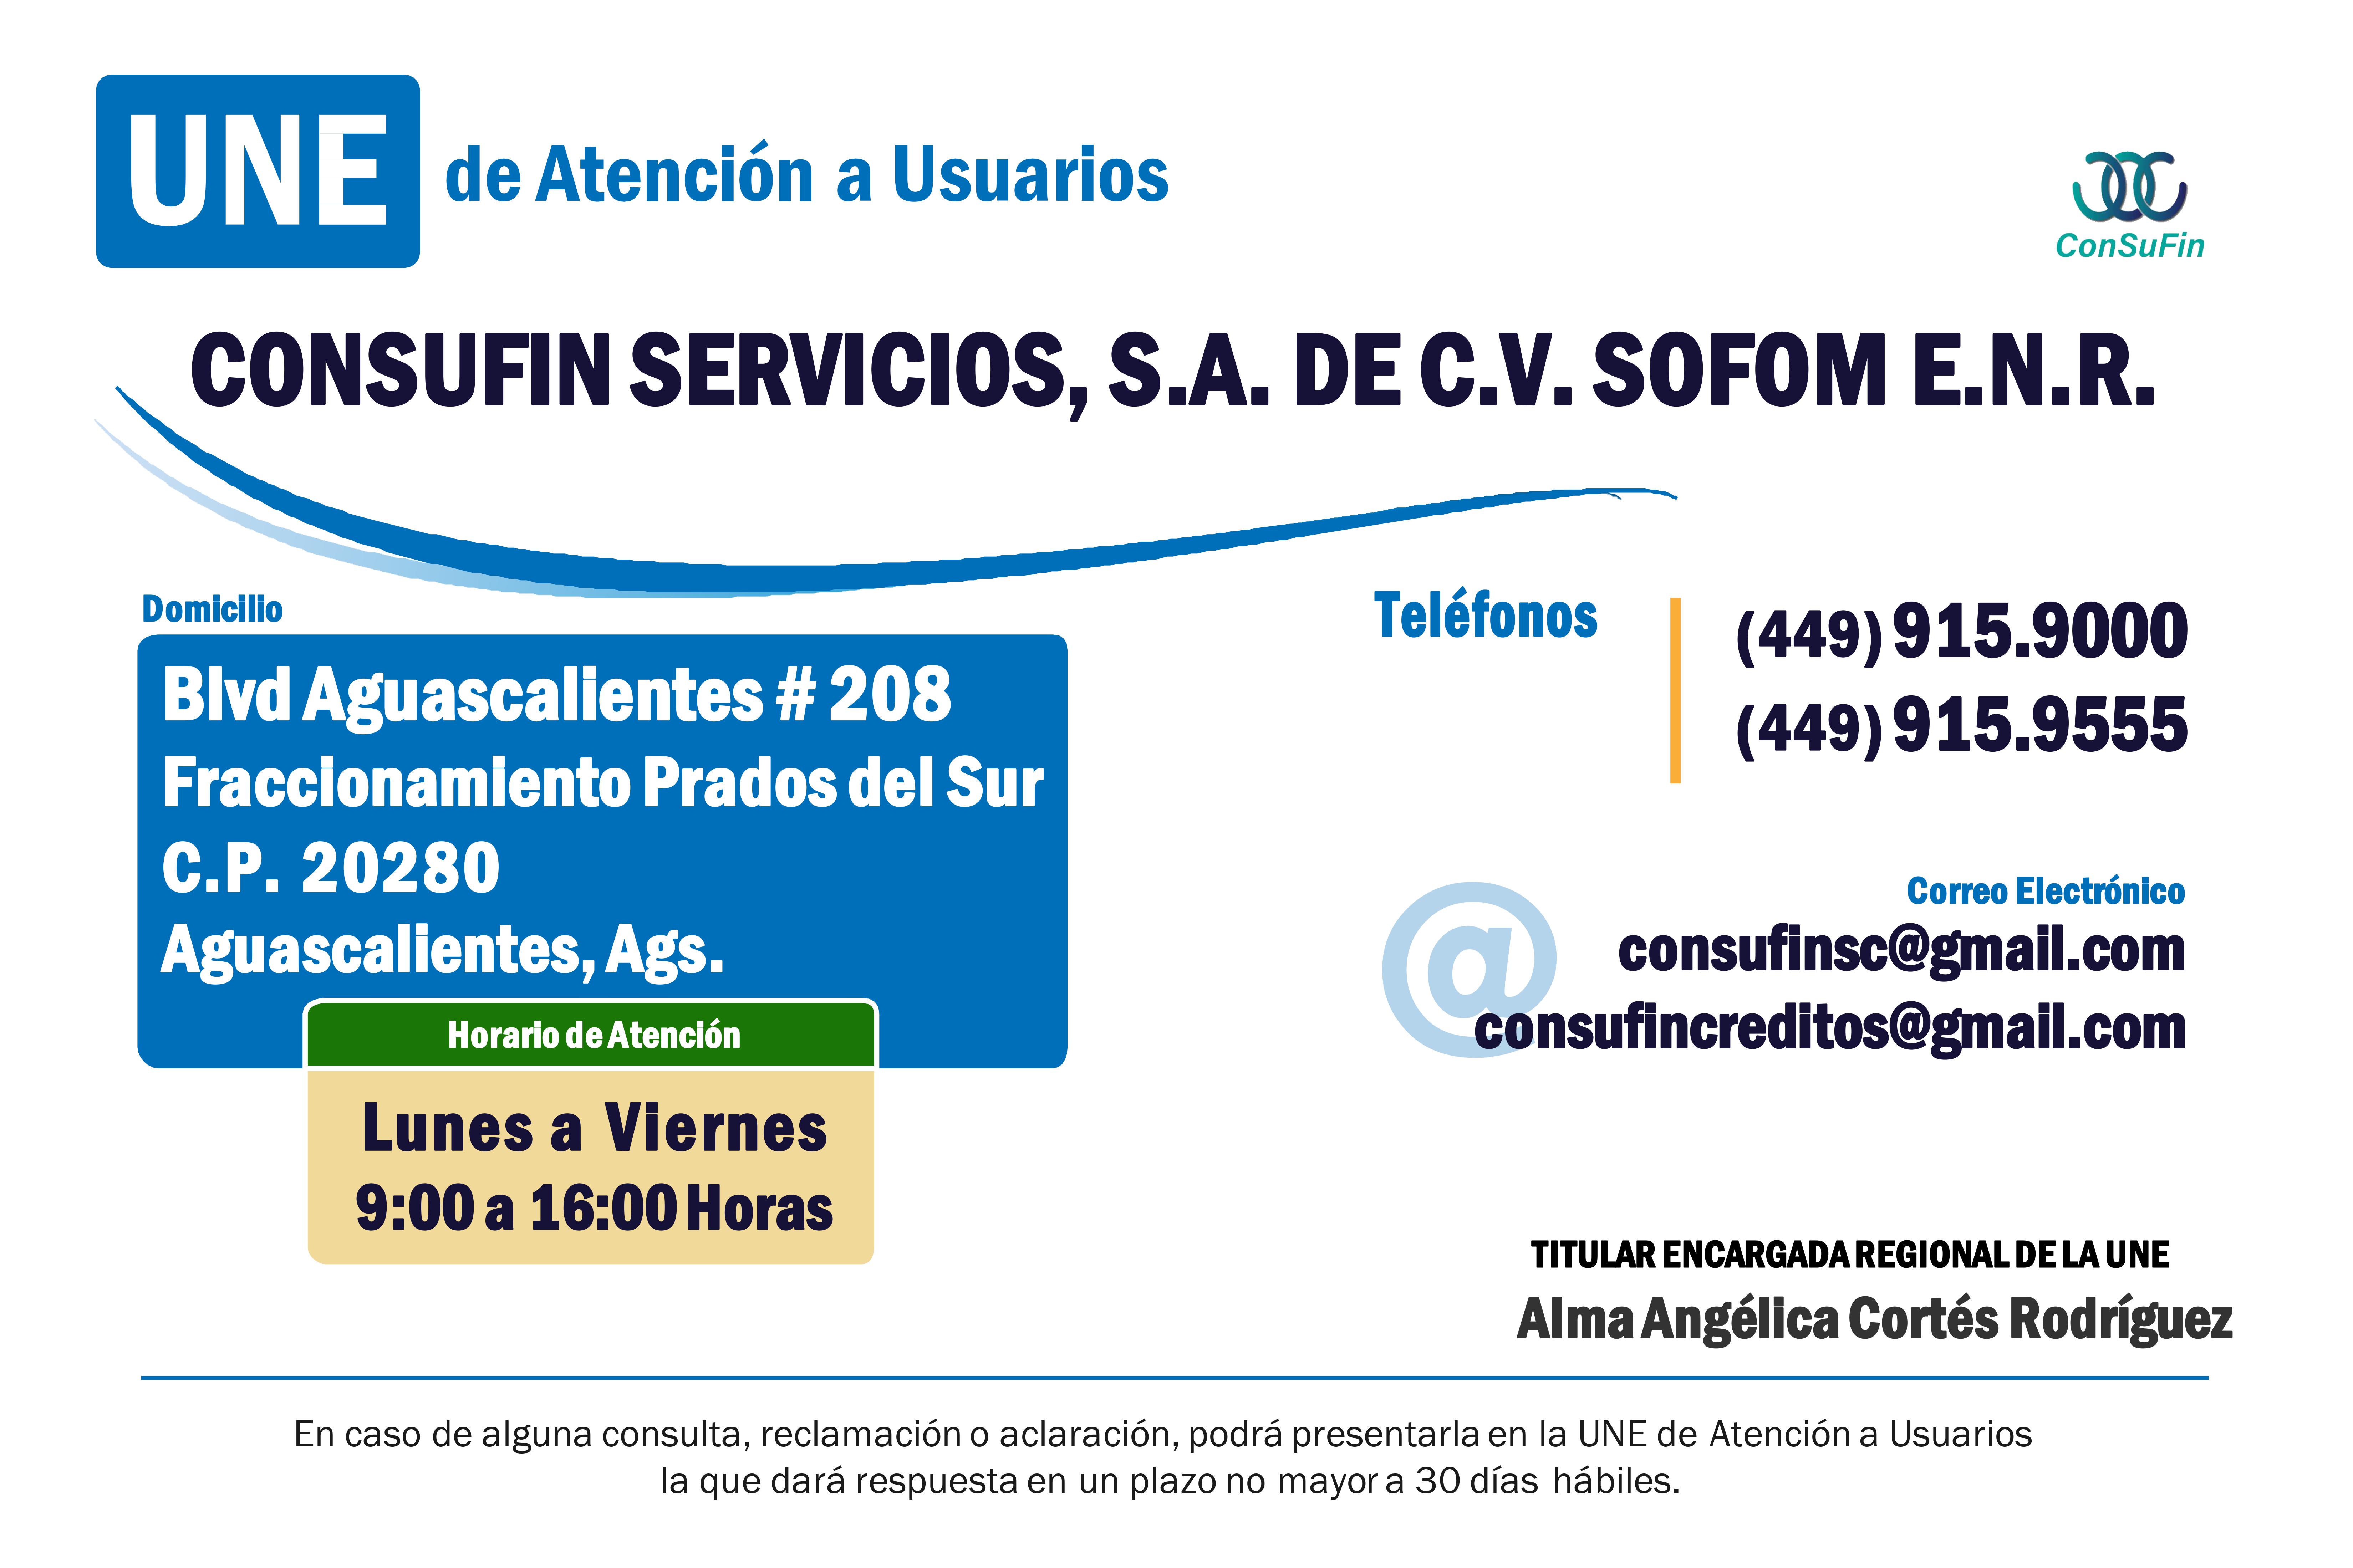 UNE
de Atención a Usuarios
ConSuFin
CONSUFIN SERVICIOS, S.A. DE C.V. SOFOM E.N.R.
Domicilio
Blvd Aguascalientes # 208
Fraccionamiento Prados del Sur
C.P. 20280
Aguascalientes, Ags.
Horario de Atención
Lunes a Viernes
9:00 a 16:00 Horas
Teléfonos
(449) 915.9000
(449) 915.9555
@
Correo Electrónico
consufinsc@gmail.com
consufincreditos@gmail.com
TITULAR ENCARGADA REGIONAL DE LA UNE
Alma Angélica Cortés Rodríguez
En caso de alguna consulta, reclamación o aclaración, podrá presentarla en la UNE de Atención a Usuarios
la que dará respuesta en un plazo no mayor a 30 días hábiles.